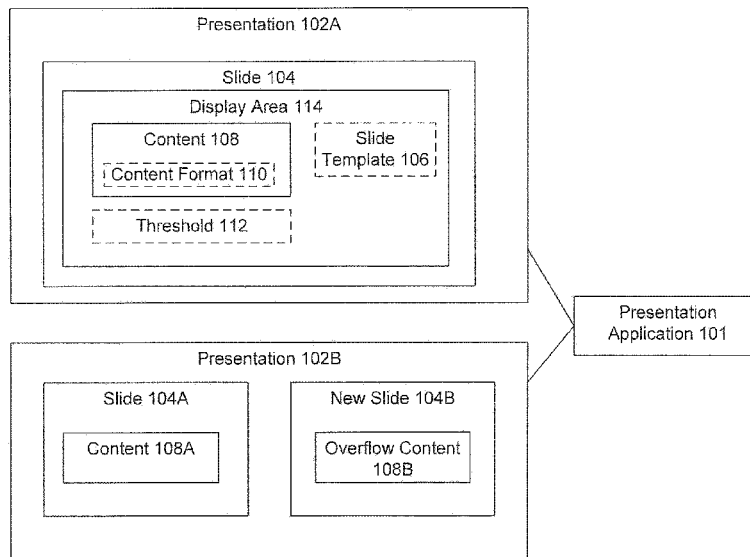 Presentation 102A
Slide 104
Display Area 114
Content 108
Content Format 110
Slide
Template 106
Threshold 112
Presentation
Application 101
Presentation 102B
Slide 104A
Content 108A
New Slide 104B
Overflow Content
108B